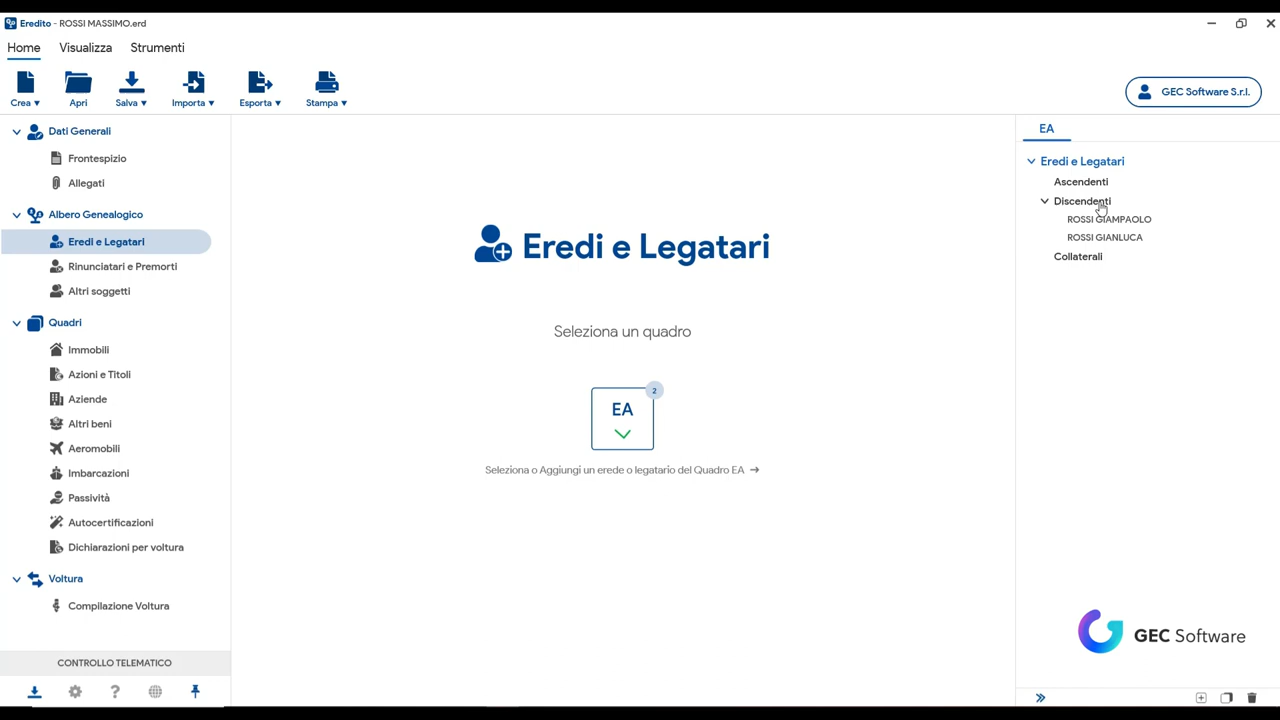 Eredito - ROSSI MASSIMO.erd
Home Visualizza Strumenti
Crea Apri Salva Importa Esporta Stampa
GEC Software S.r.l.
Dati Generali
Frontespizio
Allegati
Albero Genealogico
Eredi e Legatari
Rinunciatari e Premorti
Altri soggetti
Quadri
Immobili
Azioni e Titoli
Aziende
Altri beni
Aeromobili
Imbarcazioni
Passività
Autocertificazioni
Dichiarazioni per voltura
Voltura
Compilazione Voltura
CONTROLLO TELEMATICO
?
Eredi e Legatari
Seleziona un quadro
2
EA
Seleziona o Aggiungi un erede o legatario del Quadro EA →
EA
Eredi e Legatari
Ascendenti
Discendenti
ROSSI GIAMPAOLO
ROSSI GIANLUCA
Collaterali
GEC Software